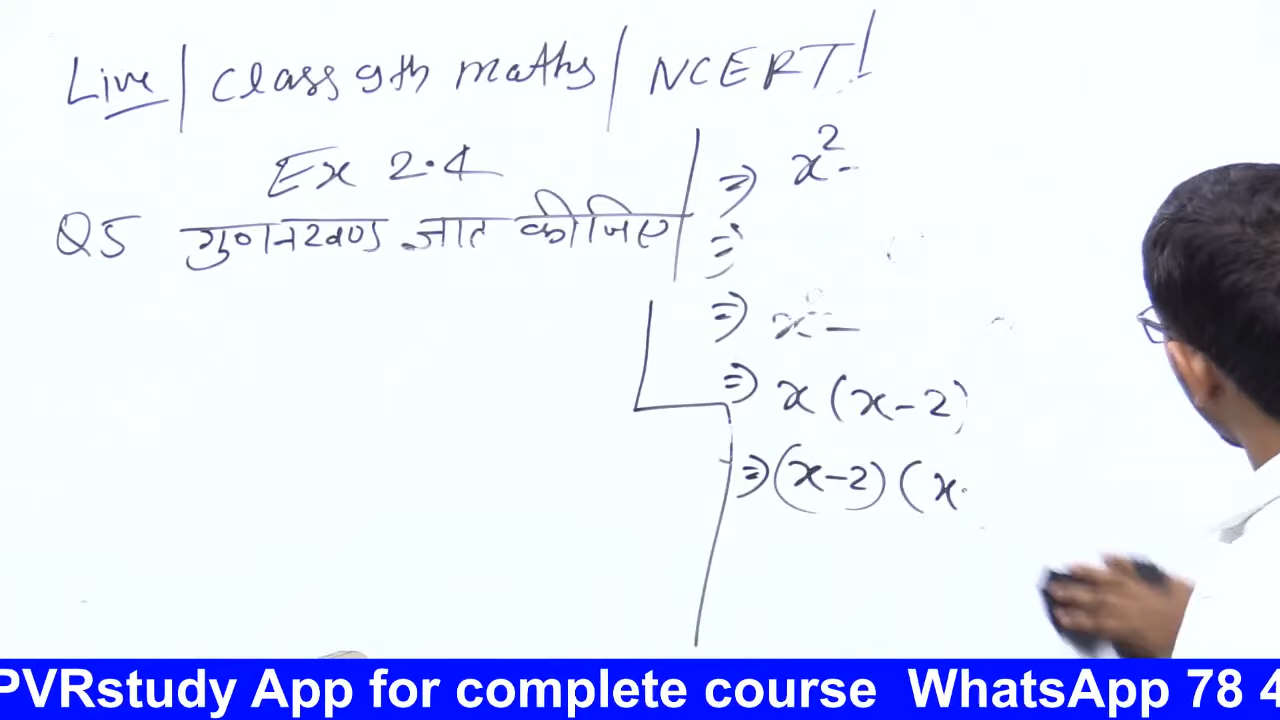 Live / Class 9th maths / NCERT!
Ex 2.4
Q5 गुणनखण्ड ज्ञात कीजिए
⇒ x² -
⇒
⇒ x² -
⇒ x (x - 2)
⇒ (x - 2) (x
PVRstudy App for complete course WhatsApp 78 4